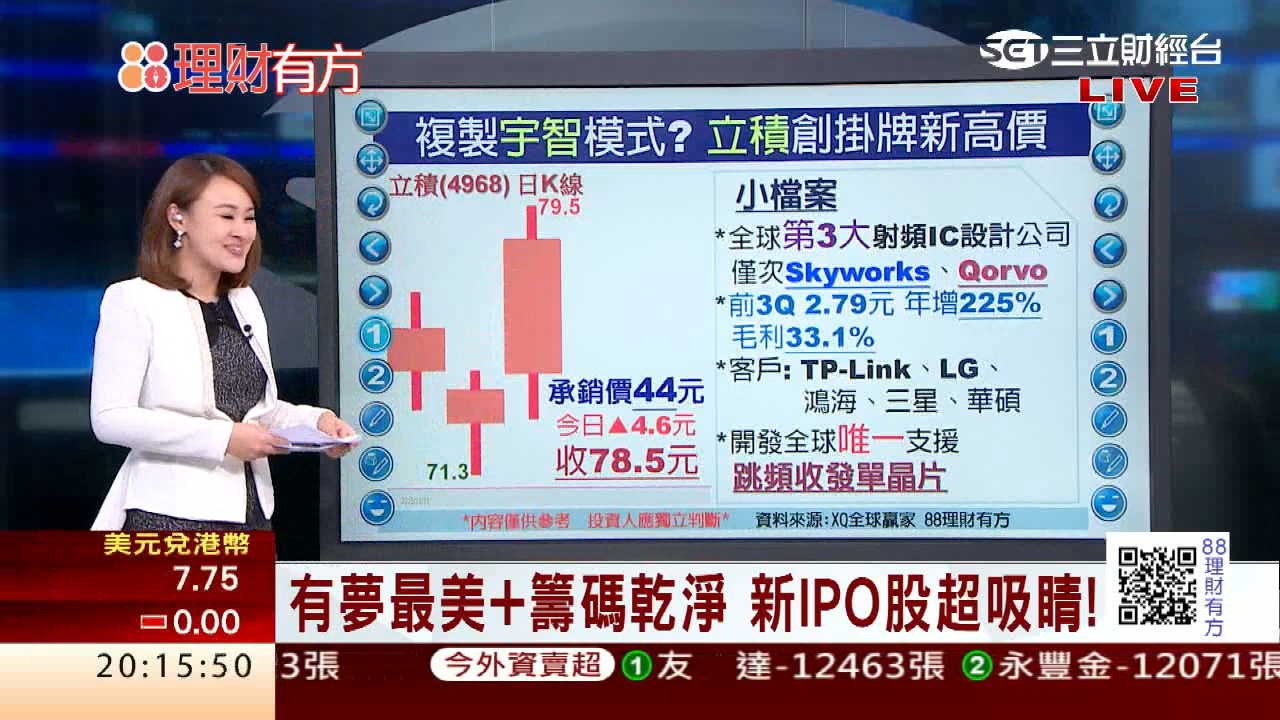 88理財有方
SET三立財經台
LIVE
複製宇智模式? 立積創掛牌新高價
立積(4968) 日K線
79.5
71.3
承銷價44元
今日▲4.6元
收78.5元
小檔案
*全球第3大射頻IC設計公司
僅次Skyworks、Qorvo
*前3Q 2.79元 年增225%
毛利33.1%
*客戶: TP-Link、LG、
鴻海、三星、華碩
*開發全球唯一支援
跳頻收發單晶片
1
2
1
2
*內容僅供參考 投資人應獨立判斷*
資料來源:XQ全球贏家 88理財有方
美元兌港幣
7.75
0.00
有夢最美+籌碼乾淨 新IPO股超吸睛!
88理財有方
20:15:50
3張 今外資賣超 1友 達-12463張 2永豐金-12071張